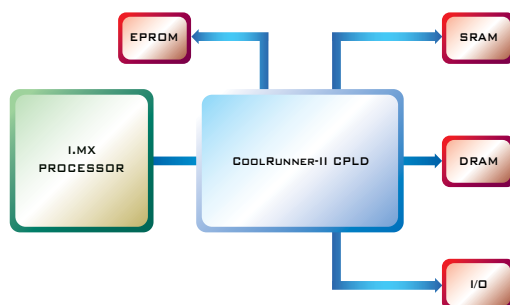 EPROM
SRAM
I.MX
PROCESSOR
COOLRUNNER-II CPLD
DRAM
I/O